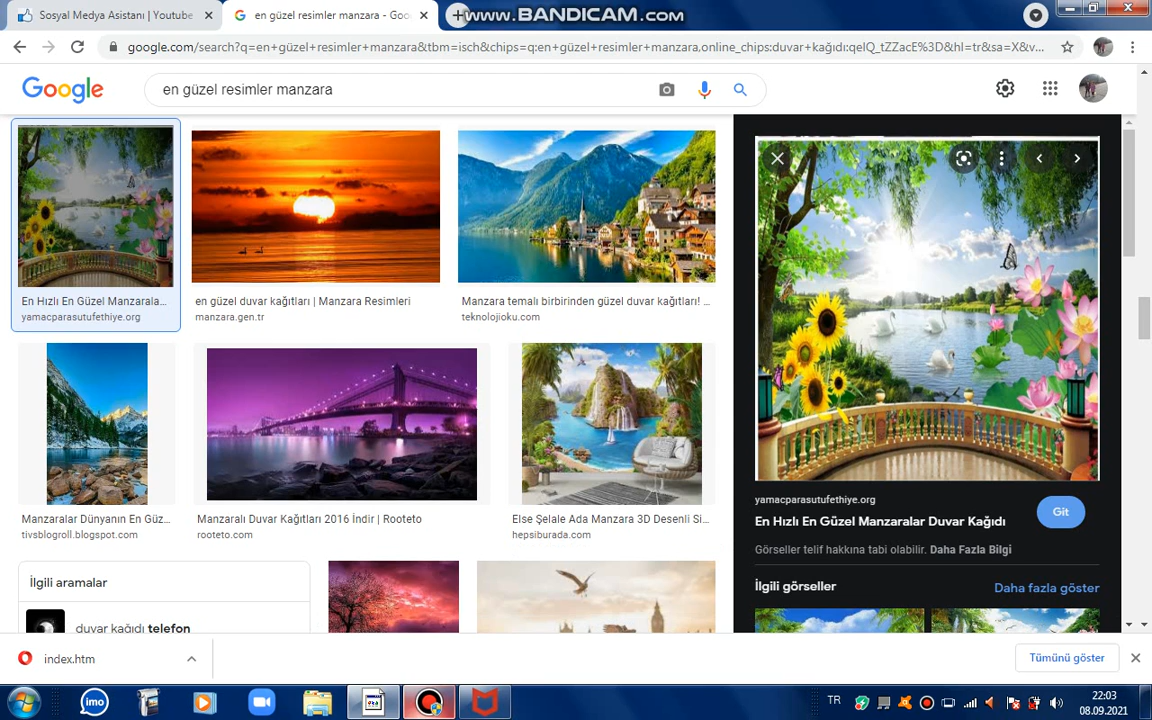 Sosyal Medya Asistanı | Youtube
en güzel resimler manzara - Goo
www.BANDICAM.com
google.com/search?q=en+güzel+resimler+manzara&tbm=isch&chips=q:en+güzel+resimler+manzara,online_chips:duvar+kağıdı:qelQ_tZZacE%3D&hl=tr&sa=X&v...
Google
en güzel resimler manzara
En Hızlı En Güzel Manzarala...
yamacparasutufethiye.org
en güzel duvar kağıtları | Manzara Resimleri
manzara.gen.tr
Manzara temalı birbirinden güzel duvar kağıtları! ...
teknolojioku.com
Manzaralar Dünyanın En Güz...
tivsblogroll.blogspot.com
Manzaralı Duvar Kağıtları 2016 İndir | Rooteto
rooteto.com
Else Şelale Ada Manzara 3D Desenli Si...
hepsiburada.com
İlgili aramalar
duvar kağıdı telefon
yamacparasutufethiye.org
En Hızlı En Güzel Manzaralar Duvar Kağıdı
Git
Görseller telif hakkına tabi olabilir. Daha Fazla Bilgi
İlgili görseller
Daha fazla göster
index.htm
Tümünü göster
imo
TR
22:03
08.09.2021